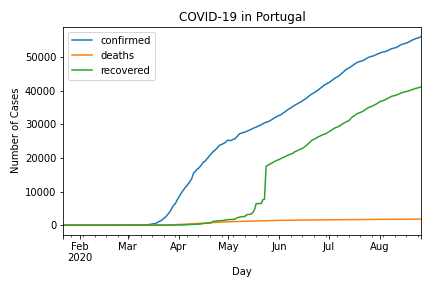 COVID-19 in Portugal
confirmed
deaths
recovered
Number of Cases
50000
40000
30000
20000
10000
0
Feb Mar Apr May Jun Jul Aug
2020
Day